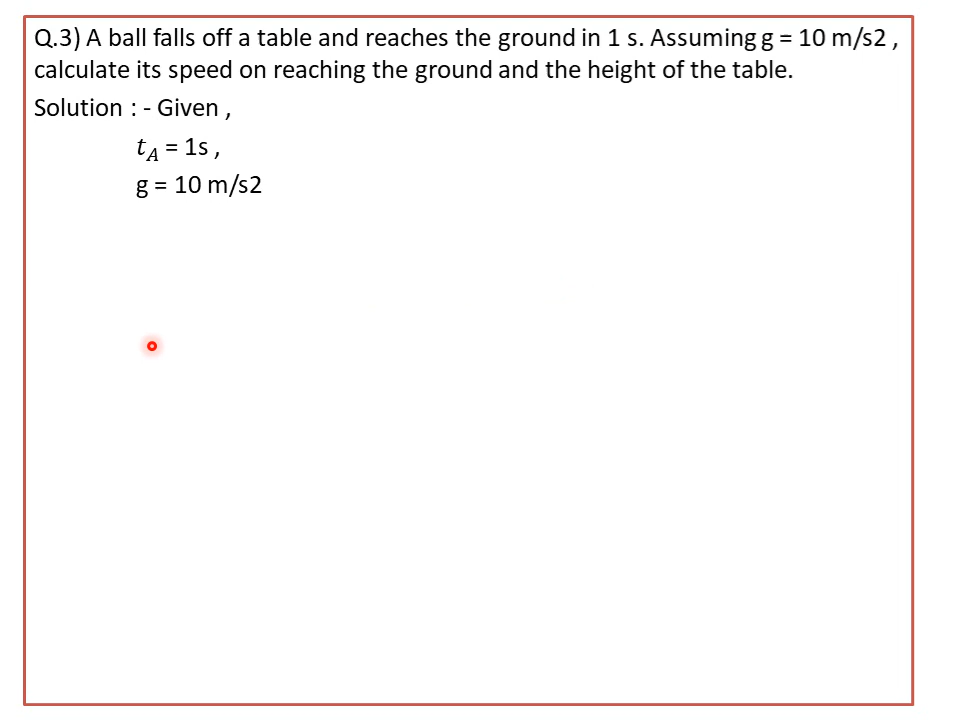 Q.3) A ball falls off a table and reaches the ground in 1 s. Assuming g = 10 m/s2 ,
calculate its speed on reaching the ground and the height of the table.
Solution : - Given ,
t_A = 1s ,
g = 10 m/s2